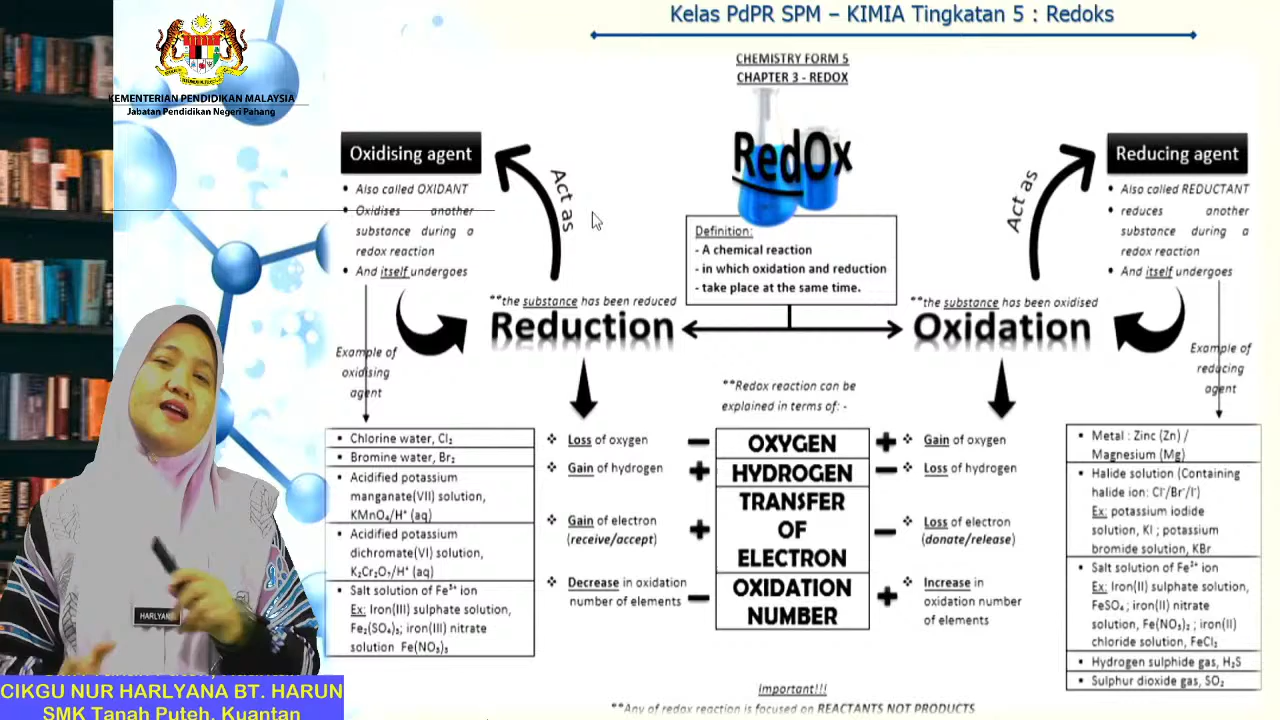 Kelas PdPR SPM – KIMIA Tingkatan 5 : Redoks
KEMENTERIAN PENDIDIKAN MALAYSIA
Jabatan Pendidikan Negeri Pahang
CHEMISTRY FORM 5
CHAPTER 3 - REDOX
RedOx
Definition:
- A chemical reaction
- in which oxidation and reduction
- take place at the same time.
Oxidising agent
• Also called OXIDANT
• Oxidises another
substance during a
redox reaction
• And itself undergoes
Act as
Example of
oxidising
agent
**the substance has been reduced
Reduction
Reducing agent
• Also called REDUCTANT
• reduces another
substance during a
redox reaction
• And itself undergoes
Act as
Example of
reducing
agent
**the substance has been oxidised
Oxidation
**Redox reaction can be
explained in terms of: -
• Chlorine water, Cl₂
• Bromine water, Br₂
• Acidified potassium
manganate(VII) solution,
KMnO₄/H⁺ (aq)
• Acidified potassium
dichromate(VI) solution,
K₂Cr₂O₇/H⁺ (aq)
• Salt solution of Fe³⁺ ion
Ex: Iron(III) sulphate solution,
Fe₂(SO₄)₃; iron(III) nitrate
solution Fe(NO₃)₃
❖ Loss of oxygen − OXYGEN + ❖ Gain of oxygen
❖ Gain of hydrogen + HYDROGEN − ❖ Loss of hydrogen
❖ Gain of electron
(receive/accept)
+
TRANSFER
OF
ELECTRON
−
❖ Loss of electron
(donate/release)
❖ Decrease in oxidation
number of elements
−
OXIDATION
NUMBER
+
❖ Increase in
oxidation number
of elements
• Metal : Zinc (Zn) /
Magnesium (Mg)
• Halide solution (Containing
halide ion: Cl⁻/Br⁻/I⁻)
Ex: potassium iodide
solution, KI ; potassium
bromide solution, KBr
• Salt solution of Fe²⁺ ion
Ex: Iron(II) sulphate solution,
FeSO₄ ; iron(II) nitrate
solution, Fe(NO₃)₂ ; iron(II)
chloride solution, FeCl₂
• Hydrogen sulphide gas, H₂S
• Sulphur dioxide gas, SO₂
Important!!!
**Any of redox reaction is focused on REACTANTS NOT PRODUCTS
HARLYANA
CIKGU NUR HARLYANA BT. HARUN
SMK Tanah Puteh, Kuantan